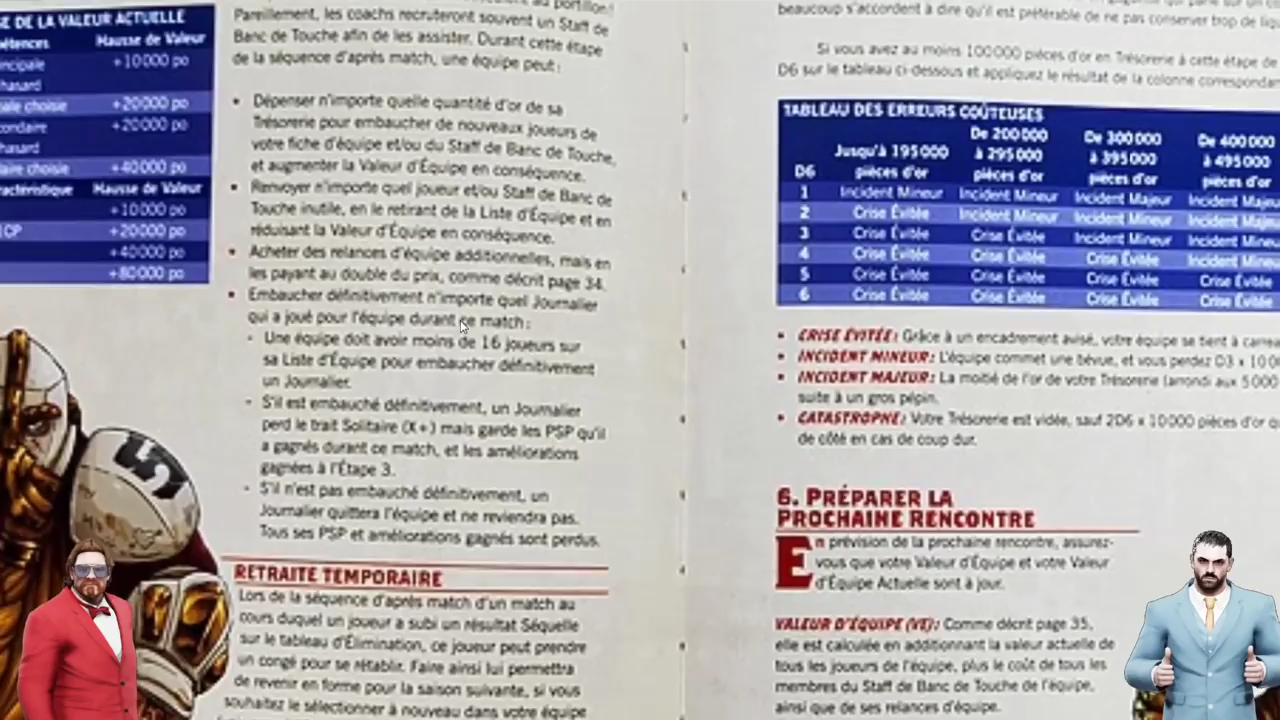 SE DE LA VALEUR ACTUELLE
pétences Hausse de Valeur
incipale +10000 po
hasard
pale choisie +20000 po
condaire +20000 po
hasard
laire choisie +40000 po
ractéristique Hausse de Valeur
+10000 po
CP +20000 po
+40000 po
+80000 po
au portillon!
Pareillement, les coachs recruteront souvent un Staff de
Banc de Touche afin de les assister. Durant cette étape
de la séquence d'après match, une équipe peut :
• Dépenser n'importe quelle quantité d'or de sa
Trésorerie pour embaucher de nouveaux joueurs de
votre fiche d'équipe et/ou du Staff de Banc de Touche,
et augmenter la Valeur d'Équipe en conséquence.
• Renvoyer n'importe quel joueur et/ou Staff de Banc de
Touche inutile, en le retirant de la Liste d'Équipe et en
réduisant la Valeur d'Équipe en conséquence.
• Acheter des relances d'équipe additionnelles, mais en
les payant au double du prix, comme décrit page 34.
• Embaucher définitivement n'importe quel Journalier
qui a joué pour l'équipe durant ce match :
- Une équipe doit avoir moins de 16 joueurs sur
sa Liste d'Équipe pour embaucher définitivement
un Journalier.
- S'il est embauché définitivement, un Journalier
perd le trait Solitaire (X+) mais garde les PSP qu'il
a gagnés durant ce match, et les améliorations
gagnées à l'Étape 3.
- S'il n'est pas embauché définitivement, un
Journalier quittera l'équipe et ne reviendra pas.
Tous ses PSP et améliorations gagnés sont perdus.
RETRAITE TEMPORAIRE
Lors de la séquence d'après match d'un match au
cours duquel un joueur a subi un résultat Séquelle
sur le tableau d'Élimination, ce joueur peut prendre
un congé pour se rétablir. Faire ainsi lui permettra
de revenir en forme pour la saison suivante, si vous
souhaitez le sélectionner à nouveau dans votre équipe
beaucoup s'accordent à dire qu'il est préférable de ne pas conserver trop de
Si vous avez au moins 100000 pièces d'or en Trésorerie à cette étape de
D6 sur le tableau ci-dessous et appliquez le résultat de la colonne correspondan
TABLEAU DES ERREURS COÛTEUSES
D6 Jusqu'à 195000 pièces d'or De 200000 à 295000 pièces d'or De 300000 à 395000 pièces d'or De 400000 à 495000 pièces d'or
1 Incident Mineur Incident Mineur Incident Majeur Incident Majeu
2 Crise Évitée Incident Mineur Incident Mineur Incident Majeu
3 Crise Évitée Crise Évitée Incident Mineur Incident Mineu
4 Crise Évitée Crise Évitée Crise Évitée Incident Mineu
5 Crise Évitée Crise Évitée Crise Évitée Crise Évitée
6 Crise Évitée Crise Évitée Crise Évitée Crise Évitée
• CRISE ÉVITÉE : Grâce à un encadrement avisé, votre équipe se tient à carrea
• INCIDENT MINEUR : L'équipe commet une bévue, et vous perdez D3 x 10 00
• INCIDENT MAJEUR : La moitié de l'or de votre Trésorerie (arrondi aux 5000
suite à un gros pépin.
• CATASTROPHE : Votre Trésorerie est vidée, sauf 2D6 x 10000 pièces d'or qu
de côté en cas de coup dur.
6. PRÉPARER LA
PROCHAINE RENCONTRE
En prévision de la prochaine rencontre, assurez-
vous que votre Valeur d'Équipe et votre Valeur
d'Équipe Actuelle sont à jour.
VALEUR D'ÉQUIPE (VE) : Comme décrit page 35,
elle est calculée en additionnant la valeur actuelle de
tous les joueurs de l'équipe, plus le coût de tous les
membres du Staff de Banc de Touche de l'équipe,
ainsi que de ses relances d'équipe.